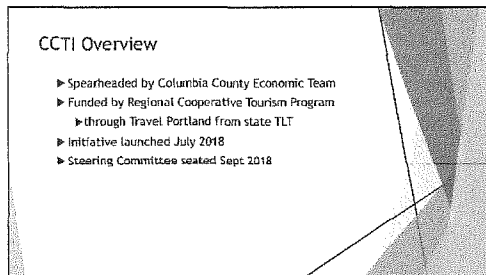 CCTI Overview
Spearheaded by Columbia County Economic Team
Funded by Regional Cooperative Tourism Program
through Travel Portland from state TLT
Initiative launched July 2018
Steering Committee seated Sept 2018